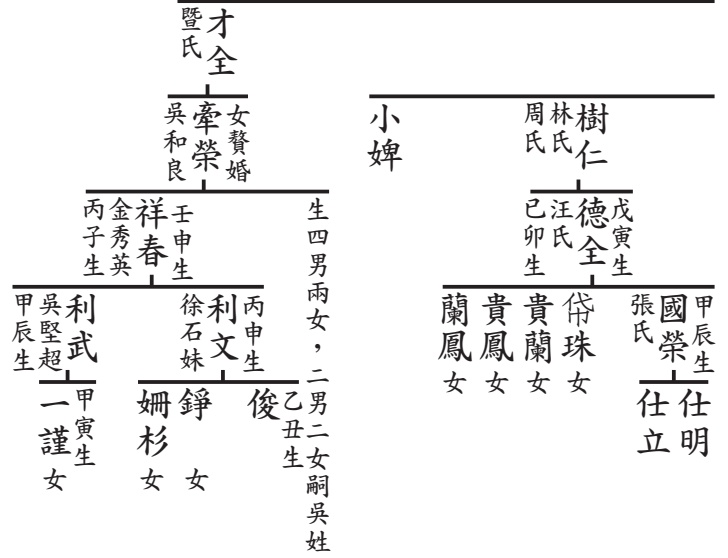 才全
暨氏
樹仁
林氏
周氏
小婢
女贅婚
牽榮
吳和良
戊寅生
德全
汪氏
己卯生
生四男兩女，二男二女嗣吳姓
壬申生
祥春
金秀英
丙子生
甲辰生
國榮
張氏
珠 女
貴蘭 女
貴鳳 女
蘭鳳 女
丙申生
利文
徐石妹
利武
吳堅超
甲辰生
仕明
仕立
乙丑生
俊
錚 女
姍杉 女
甲寅生
一謹 女